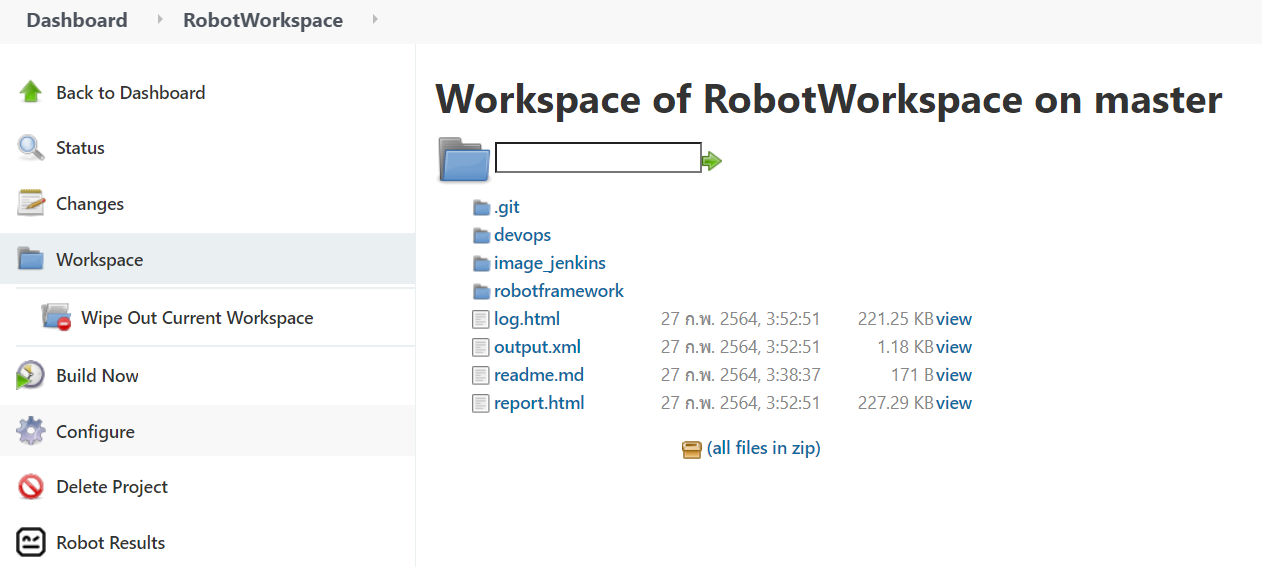 Dashboard RobotWorkspace
Back to Dashboard
Status
Changes
Workspace
Wipe Out Current Workspace
Build Now
Configure
Delete Project
Robot Results
Workspace of RobotWorkspace on master
.git
devops
image_jenkins
robotframework
log.html 27 ก.พ. 2564, 3:52:51 221.25 KB view
output.xml 27 ก.พ. 2564, 3:52:51 1.18 KB view
readme.md 27 ก.พ. 2564, 3:38:37 171 B view
report.html 27 ก.พ. 2564, 3:52:51 227.29 KB view
(all files in zip)